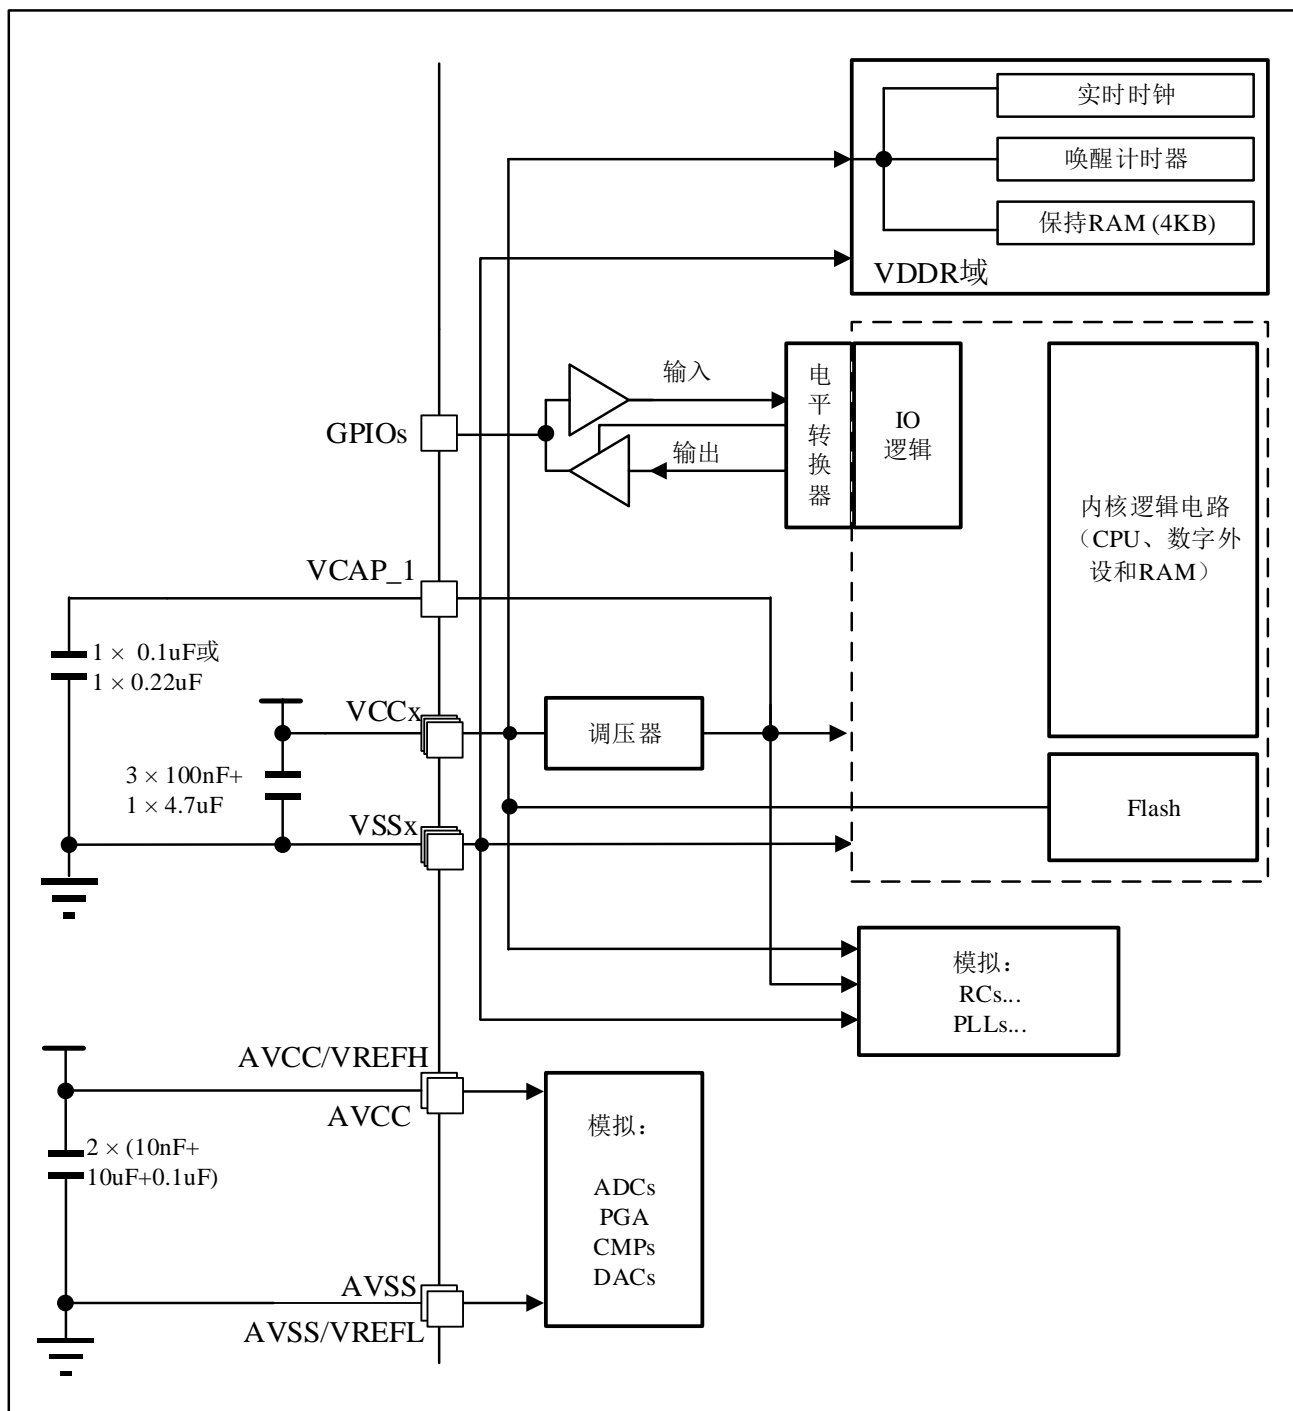 实时时钟
唤醒计时器
保持RAM (4KB)
VDDR域
输入
输出
GPIOs
电
平
转
换
器
IO
逻辑
内核逻辑电路
（CPU、数字外
设和RAM）
VCAP_1
1 × 0.1uF或
1 × 0.22uF
VCCx
调压器
3 × 100nF+
1 × 4.7uF
VSSx
Flash
模拟：
RCs...
PLLs...
AVCC/VREFH
AVCC
2 × (10nF+
10uF+0.1uF)
模拟：
ADCs
PGA
CMPs
DACs
AVSS
AVSS/VREFL